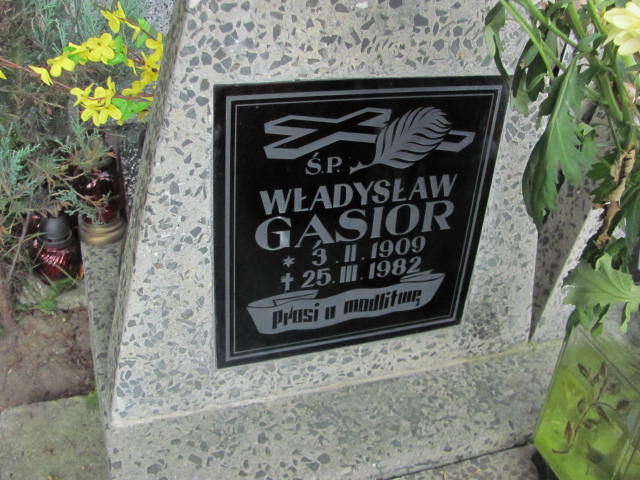 Ś.P.
WŁADYSŁAW
GĄSIOR
* 3.II.1909
✝ 25.III.1982
prosi o modlitwę